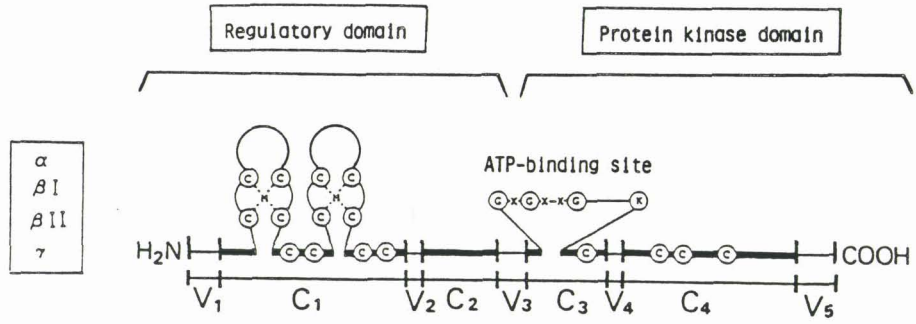 Regulatory domain
Protein kinase domain
α
βI
βII
γ
ATP-binding site
C C C C
M M
C C C C
G x G x-x G K
H₂N C C C C C C C C COOH
V₁ C₁ V₂ C₂ V₃ C₃ V₄ C₄ V₅